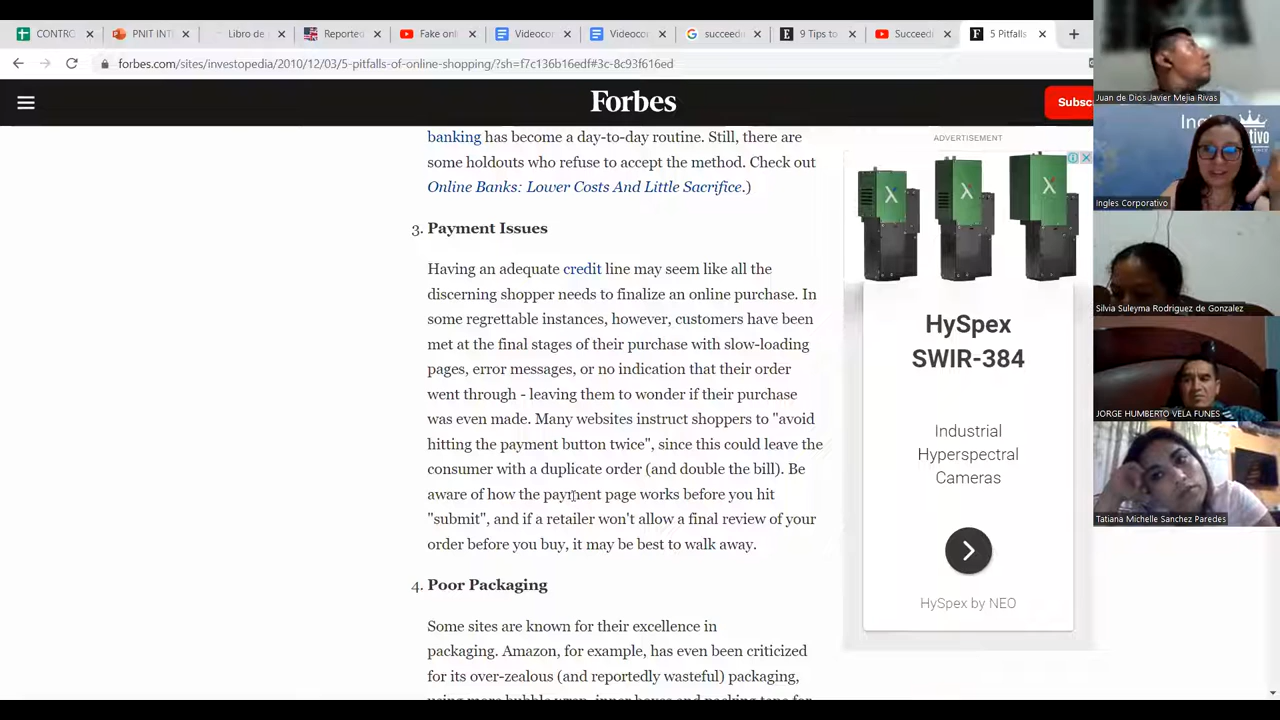 CONTRO
PNIT INT
Libro de
Reporte
Fake onl
Videocor
Videocor
succeedi
9 Tips to
Succeedi
5 Pitfalls
forbes.com/sites/investopedia/2010/12/03/5-pitfalls-of-online-shopping/?sh=f7c136b16edf#3c-8c93f616ed
Forbes
Subsc
banking has become a day-to-day routine. Still, there are
some holdouts who refuse to accept the method. Check out
Online Banks: Lower Costs And Little Sacrifice.)
3. Payment Issues
Having an adequate credit line may seem like all the
discerning shopper needs to finalize an online purchase. In
some regrettable instances, however, customers have been
met at the final stages of their purchase with slow-loading
pages, error messages, or no indication that their order
went through - leaving them to wonder if their purchase
was even made. Many websites instruct shoppers to "avoid
hitting the payment button twice", since this could leave the
consumer with a duplicate order (and double the bill). Be
aware of how the payment page works before you hit
"submit", and if a retailer won't allow a final review of your
order before you buy, it may be best to walk away.
4. Poor Packaging
Some sites are known for their excellence in
packaging. Amazon, for example, has even been criticized
for its over-zealous (and reportedly wasteful) packaging,
using more bubble wrap, inner boxes and packing tape for
ADVERTISEMENT
HySpex
SWIR-384
Industrial
Hyperspectral
Cameras
HySpex by NEO
Juan de Dios Javier Mejia Rivas
Ingles Corporativo
Silvia Suleyma Rodriguez de Gonzalez
JORGE HUMBERTO VELA FUNES
Tatiana Michelle Sanchez Paredes